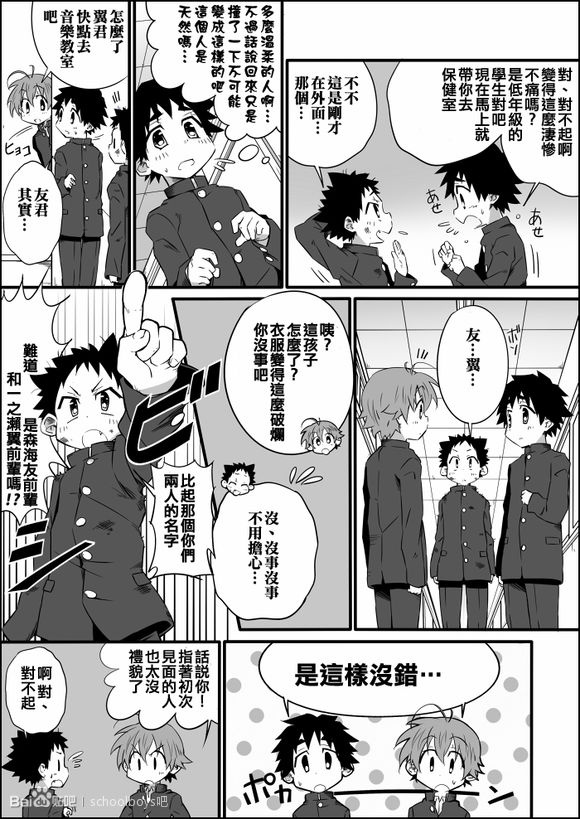 對、對不起啊
變得這麼淒慘
不痛嗎?
是低年級的
學生對吧
現在馬上就
帶你去
保健室
不不
這是剛才
在外面…
那個…
あせ
あせ
多麼溫柔的人啊…
不過話說回來只是
撞了一下不可能
變成這樣的吧
這個人是
天然嗎…
怎麼了
翼君
快點去
音樂教室
吧
ヒョコ
友君
其實…
友…翼…
ボソ
咦?
這孩子
怎麼了?
衣服變得這麼破爛
你沒事吧
沒、沒事沒事
不用擔心…
比起那個你們
兩人的名字
ビシ
難道
是森海友前輩
和一之瀨翼前輩嗎!?
是這樣沒錯…
ポカーン
話說你!
指著初次
見面的人
也太沒
禮貌了
啊 對、
對不起
Bai 贴吧 | schoolboys吧